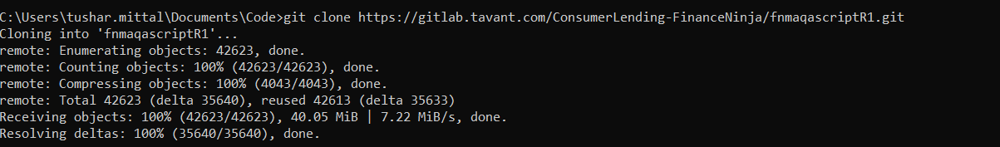 C:\Users\tushar.mittal\Documents\Code>git clone https://gitlab.tavant.com/ConsumerLending-FinanceNinja/fnmaqascriptR1.git
Cloning into 'fnmaqascriptR1'...
remote: Enumerating objects: 42623, done.
remote: Counting objects: 100% (42623/42623), done.
remote: Compressing objects: 100% (4043/4043), done.
remote: Total 42623 (delta 35640), reused 42613 (delta 35633)
Receiving objects: 100% (42623/42623), 40.05 MiB | 7.22 MiB/s, done.
Resolving deltas: 100% (35640/35640), done.